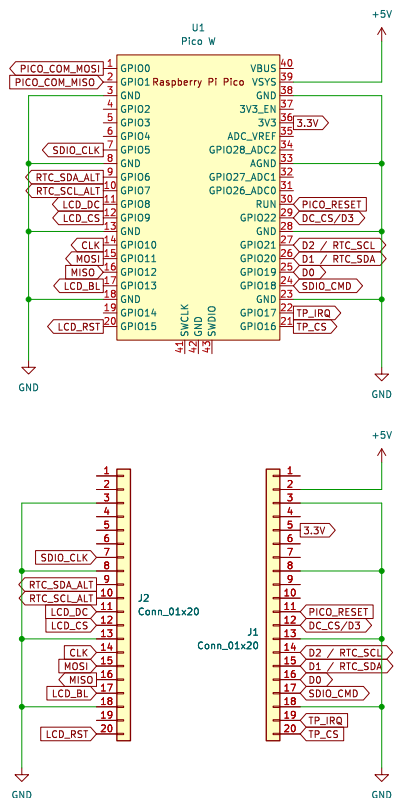 +5V
U1
Pico W
PICO_COM_MOSI 1 GPIO0 VBUS 40
PICO_COM_MISO 2 GPIO1 Raspberry Pi Pico VSYS 39
3 GND GND 38
4 GPIO2 3V3_EN 37
5 GPIO3 3V3 36 3.3V
6 GPIO4 ADC_VREF 35
SDIO_CLK 7 GPIO5 GPIO28_ADC2 34
8 GND AGND 33
RTC_SDA_ALT 9 GPIO6 GPIO27_ADC1 32
RTC_SCL_ALT 10 GPIO7 GPIO26_ADC0 31
LCD_DC 11 GPIO8 RUN 30 PICO_RESET
LCD_CS 12 GPIO9 GPIO22 29 DC_CS/D3
13 GND GND 28
CLK 14 GPIO10 GPIO21 27 D2 / RTC_SCL
MOSI 15 GPIO11 GPIO20 26 D1 / RTC_SDA
MISO 16 GPIO12 GPIO19 25 D0
LCD_BL 17 GPIO13 GPIO18 24 SDIO_CMD
18 GND GND 23
19 GPIO14 GPIO17 22 TP_IRQ
LCD_RST 20 GPIO15 GPIO16 21 TP_CS
SWCLK GND SWDIO
41 42 43
GND GND
+5V
1 1
2 2
3 3
4 4
5 5 3.3V
6 6
SDIO_CLK 7 7
8 8
RTC_SDA_ALT 9 9
RTC_SCL_ALT 10 J2 10
LCD_DC 11 Conn_01x20 11 PICO_RESET
LCD_CS 12 J1 12 DC_CS/D3
13 Conn_01x20 13
CLK 14 14 D2 / RTC_SCL
MOSI 15 15 D1 / RTC_SDA
MISO 16 16 D0
LCD_BL 17 17 SDIO_CMD
18 18
19 19 TP_IRQ
LCD_RST 20 20 TP_CS
GND GND